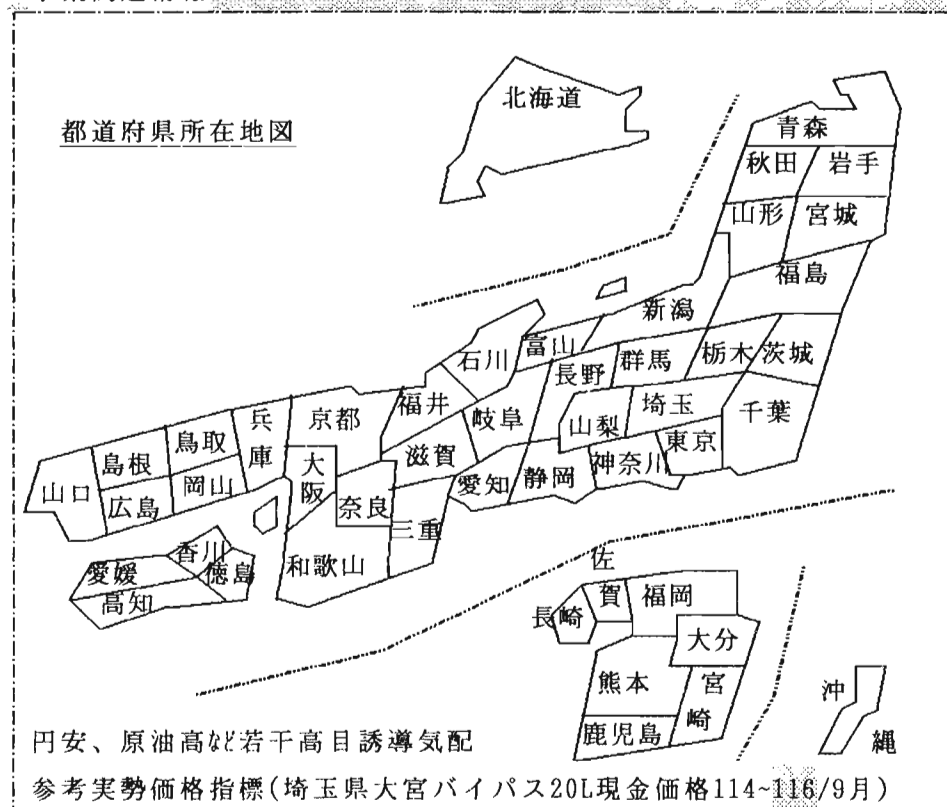 都道府県所在地図
北海道
青森
秋田 岩手
山形 宮城
福島
新潟
石川 富山
長野 群馬 栃木 茨城
福井 岐阜 山梨 埼玉 千葉
兵庫 京都
島根 鳥取
滋賀
愛知 静岡 神奈川 東京
山口 広島 岡山
大阪 奈良
三重
香川
愛媛 徳島 和歌山
高知
佐賀
長崎 福岡
大分
熊本 宮崎
鹿児島
沖縄
円安、原油高など若干高目誘導気配
参考実勢価格指標(埼玉県大宮バイパス20L現金価格114~116/9月)